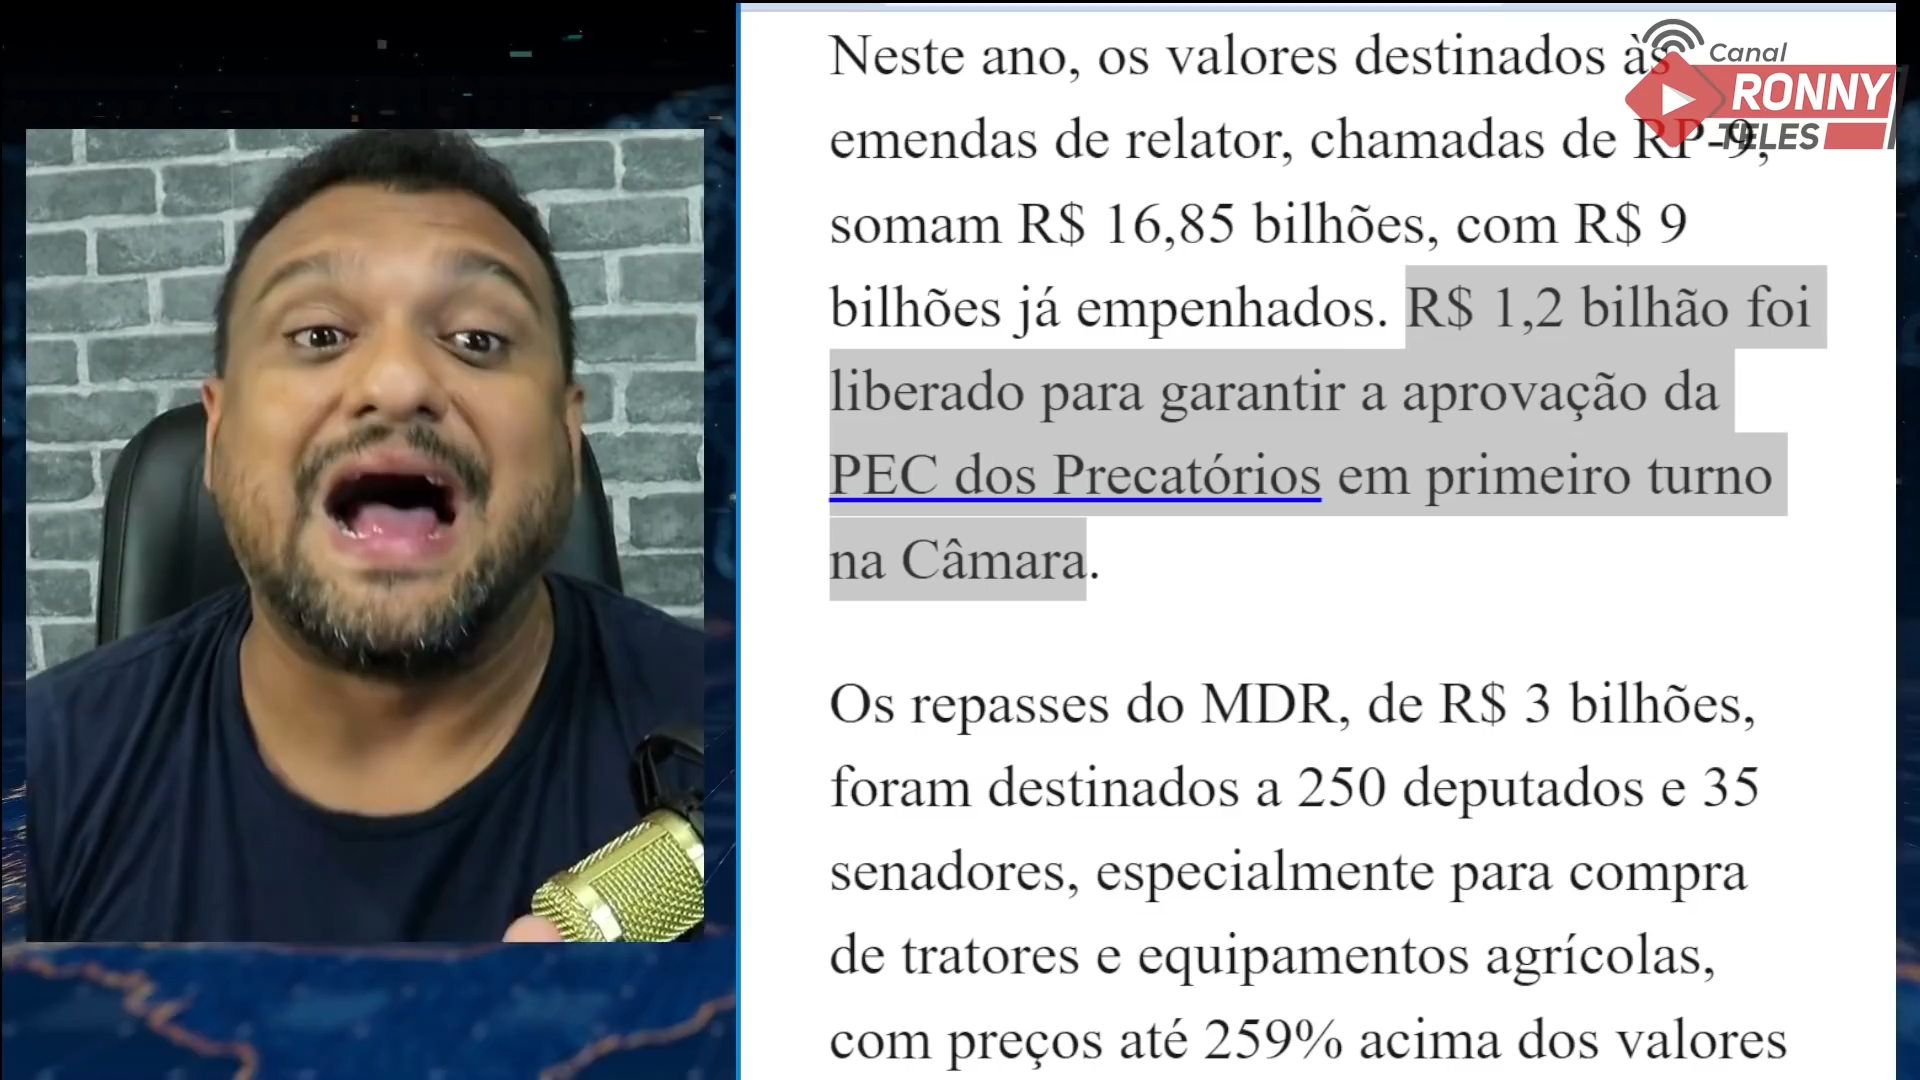 Canal
RONNY
TELES
Neste ano, os valores destinados às
emendas de relator, chamadas de RP-9,
somam R$ 16,85 bilhões, com R$ 9
bilhões já empenhados. R$ 1,2 bilhão foi
liberado para garantir a aprovação da
PEC dos Precatórios em primeiro turno
na Câmara.
Os repasses do MDR, de R$ 3 bilhões,
foram destinados a 250 deputados e 35
senadores, especialmente para compra
de tratores e equipamentos agrícolas,
com preços até 259% acima dos valores